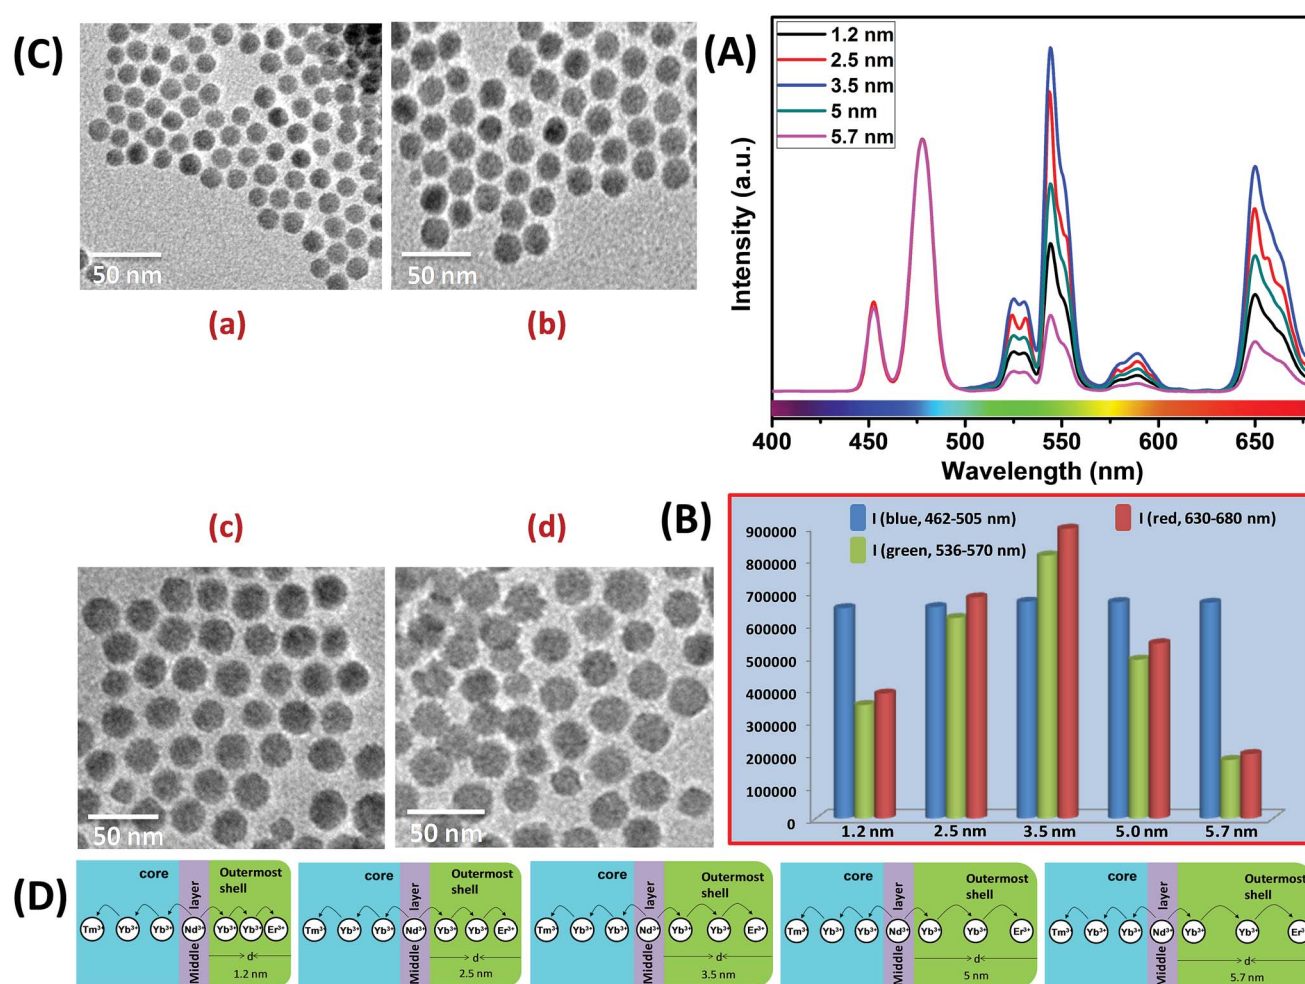 (C)
50 nm
(a)
50 nm
(b)
(c)
(d)
50 nm
50 nm
(A)
1.2 nm
2.5 nm
3.5 nm
5 nm
5.7 nm
Intensity (a.u.)
400 450 500 550 600 650
Wavelength (nm)
(B)
I (blue, 462-505 nm)
I (red, 630-680 nm)
I (green, 536-570 nm)
900000
800000
700000
600000
500000
400000
300000
200000
100000
0
1.2 nm 2.5 nm 3.5 nm 5.0 nm 5.7 nm
(D)
core
Middle layer
Outermost
shell
Tm³⁺ Yb³⁺ Yb³⁺ Nd³⁺ Yb³⁺ Yb³⁺ Er³⁺
d
1.2 nm
core
Middle layer
Outermost
shell
Tm³⁺ Yb³⁺ Yb³⁺ Nd³⁺ Yb³⁺ Yb³⁺ Er³⁺
d
2.5 nm
core
Middle layer
Outermost
shell
Tm³⁺ Yb³⁺ Yb³⁺ Nd³⁺ Yb³⁺ Yb³⁺ Er³⁺
d
3.5 nm
core
Middle layer
Outermost
shell
Tm³⁺ Yb³⁺ Yb³⁺ Nd³⁺ Yb³⁺ Yb³⁺ Er³⁺
d
5 nm
core
Middle layer
Outermost
shell
Tm³⁺ Yb³⁺ Yb³⁺ Nd³⁺ Yb³⁺ Yb³⁺
d
5.7 nm